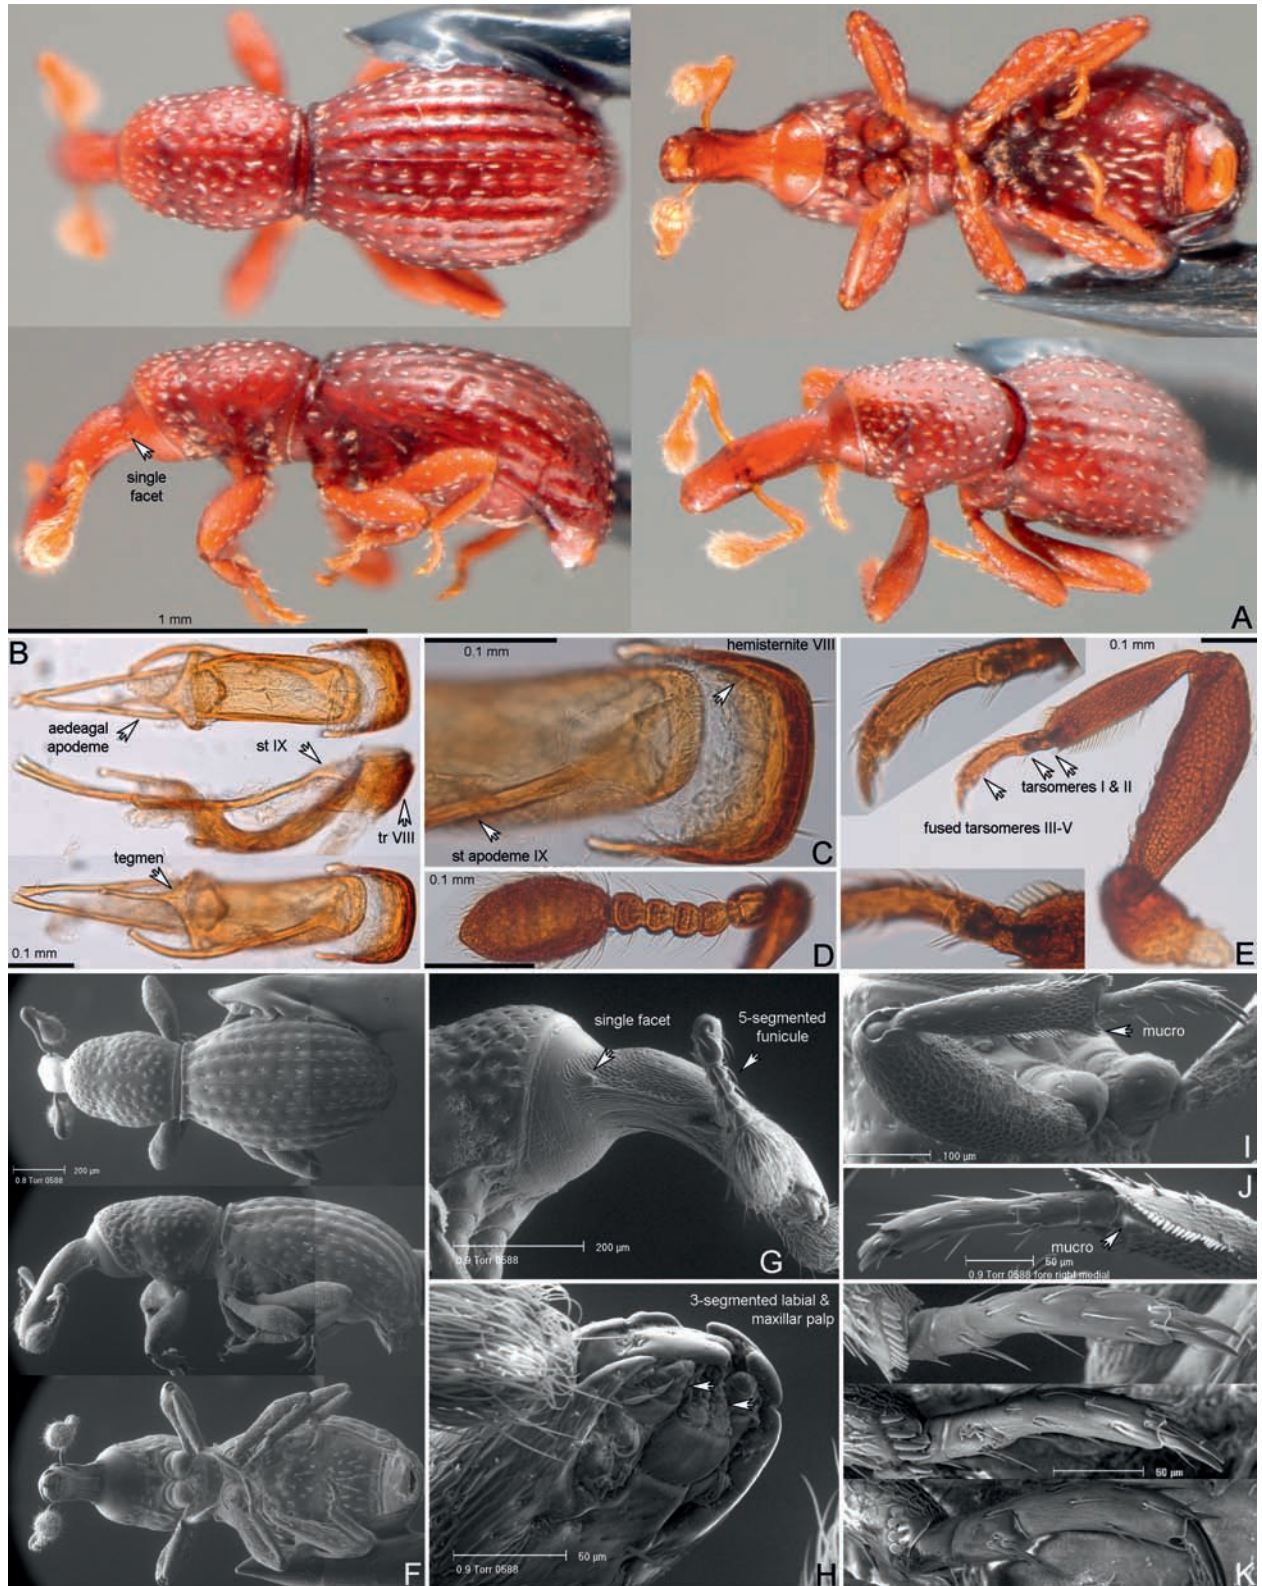 single
facet
1 mm
A
B
aedeagal
apodeme
st IX
tr VIII
tegmen
0.1 mm
0.1 mm
hemisternite VIII
st apodeme IX
C
0.1 mm
D
0.1 mm
tarsomeres I & II
fused tarsomeres III-V
E
200 µm
0.8 Torr 0588
F
single facet
5-segmented
funicule
200 µm
0.9 Torr 0588
G
3-segmented labial &
maxillar palp
50 µm
0.9 Torr 0588
H
mucro
100 µm
I
J
mucro
50 µm
0.9 Torr 0588 fore right medial
50 µm
K